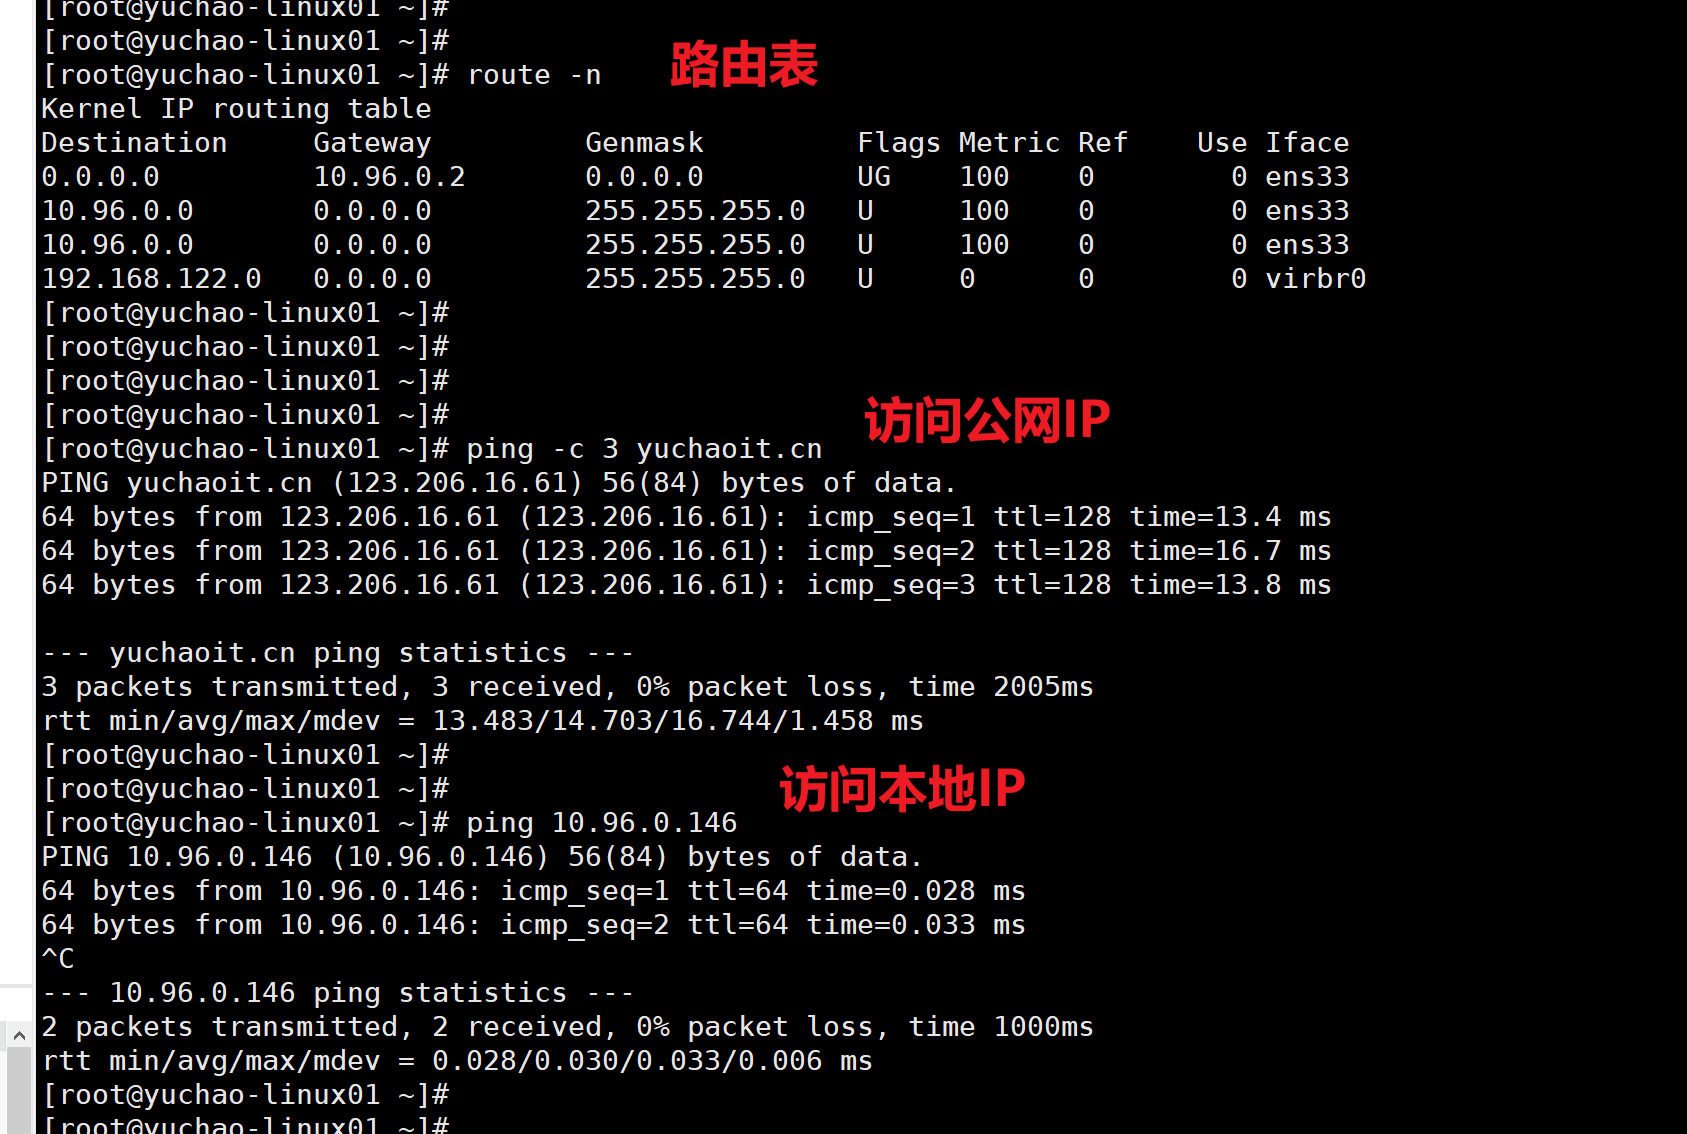 [root@yuchao-linux01 ~]#
[root@yuchao-linux01 ~]#
[root@yuchao-linux01 ~]# route -n
路由表
Kernel IP routing table
Destination     Gateway         Genmask         Flags Metric Ref    Use Iface
0.0.0.0         10.96.0.2       0.0.0.0         UG    100    0        0 ens33
10.96.0.0       0.0.0.0         255.255.255.0   U     100    0        0 ens33
10.96.0.0       0.0.0.0         255.255.255.0   U     100    0        0 ens33
192.168.122.0   0.0.0.0         255.255.255.0   U     0      0        0 virbr0
[root@yuchao-linux01 ~]#
[root@yuchao-linux01 ~]#
[root@yuchao-linux01 ~]#
[root@yuchao-linux01 ~]#
访问公网IP
[root@yuchao-linux01 ~]# ping -c 3 yuchaoit.cn
PING yuchaoit.cn (123.206.16.61) 56(84) bytes of data.
64 bytes from 123.206.16.61 (123.206.16.61): icmp_seq=1 ttl=128 time=13.4 ms
64 bytes from 123.206.16.61 (123.206.16.61): icmp_seq=2 ttl=128 time=16.7 ms
64 bytes from 123.206.16.61 (123.206.16.61): icmp_seq=3 ttl=128 time=13.8 ms
--- yuchaoit.cn ping statistics ---
3 packets transmitted, 3 received, 0% packet loss, time 2005ms
rtt min/avg/max/mdev = 13.483/14.703/16.744/1.458 ms
[root@yuchao-linux01 ~]#
[root@yuchao-linux01 ~]#
访问本地IP
[root@yuchao-linux01 ~]# ping 10.96.0.146
PING 10.96.0.146 (10.96.0.146) 56(84) bytes of data.
64 bytes from 10.96.0.146: icmp_seq=1 ttl=64 time=0.028 ms
64 bytes from 10.96.0.146: icmp_seq=2 ttl=64 time=0.033 ms
^C
--- 10.96.0.146 ping statistics ---
2 packets transmitted, 2 received, 0% packet loss, time 1000ms
rtt min/avg/max/mdev = 0.028/0.030/0.033/0.006 ms
[root@yuchao-linux01 ~]#
[root@yuchao-linux01 ~]#